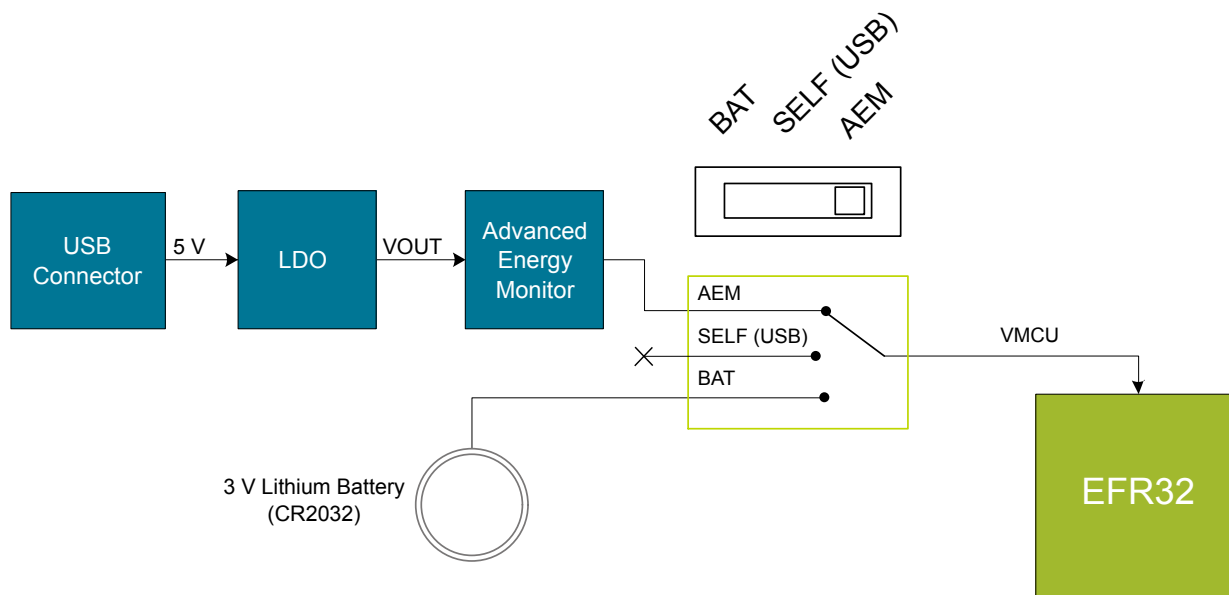 BAT
SELF (USB)
AEM
USB
Connector
5 V
LDO
VOUT
Advanced
Energy
Monitor
AEM
SELF (USB)
BAT
VMCU
3 V Lithium Battery
(CR2032)
EFR32